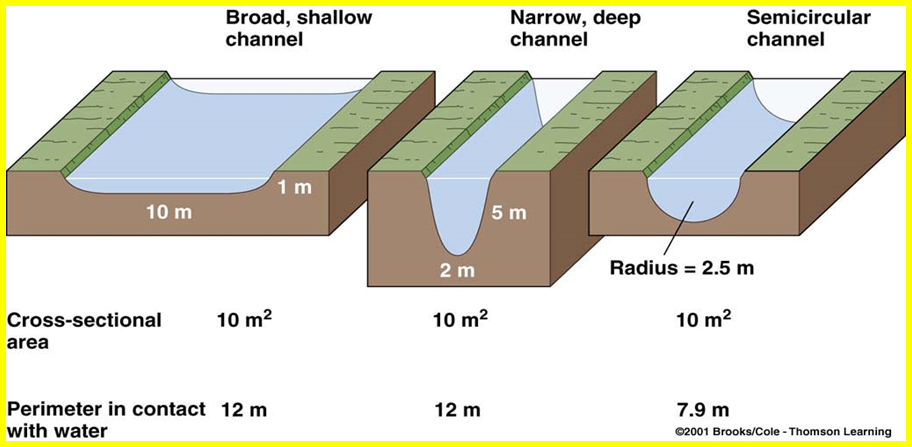 Broad, shallow
channel
Narrow, deep
channel
Semicircular
channel
1 m
10 m
5 m
2 m
Radius = 2.5 m
Cross-sectional
area
10 m²
10 m²
10 m²
Perimeter in contact
with water
12 m
12 m
7.9 m
©2001 Brooks/Cole - Thomson Learning